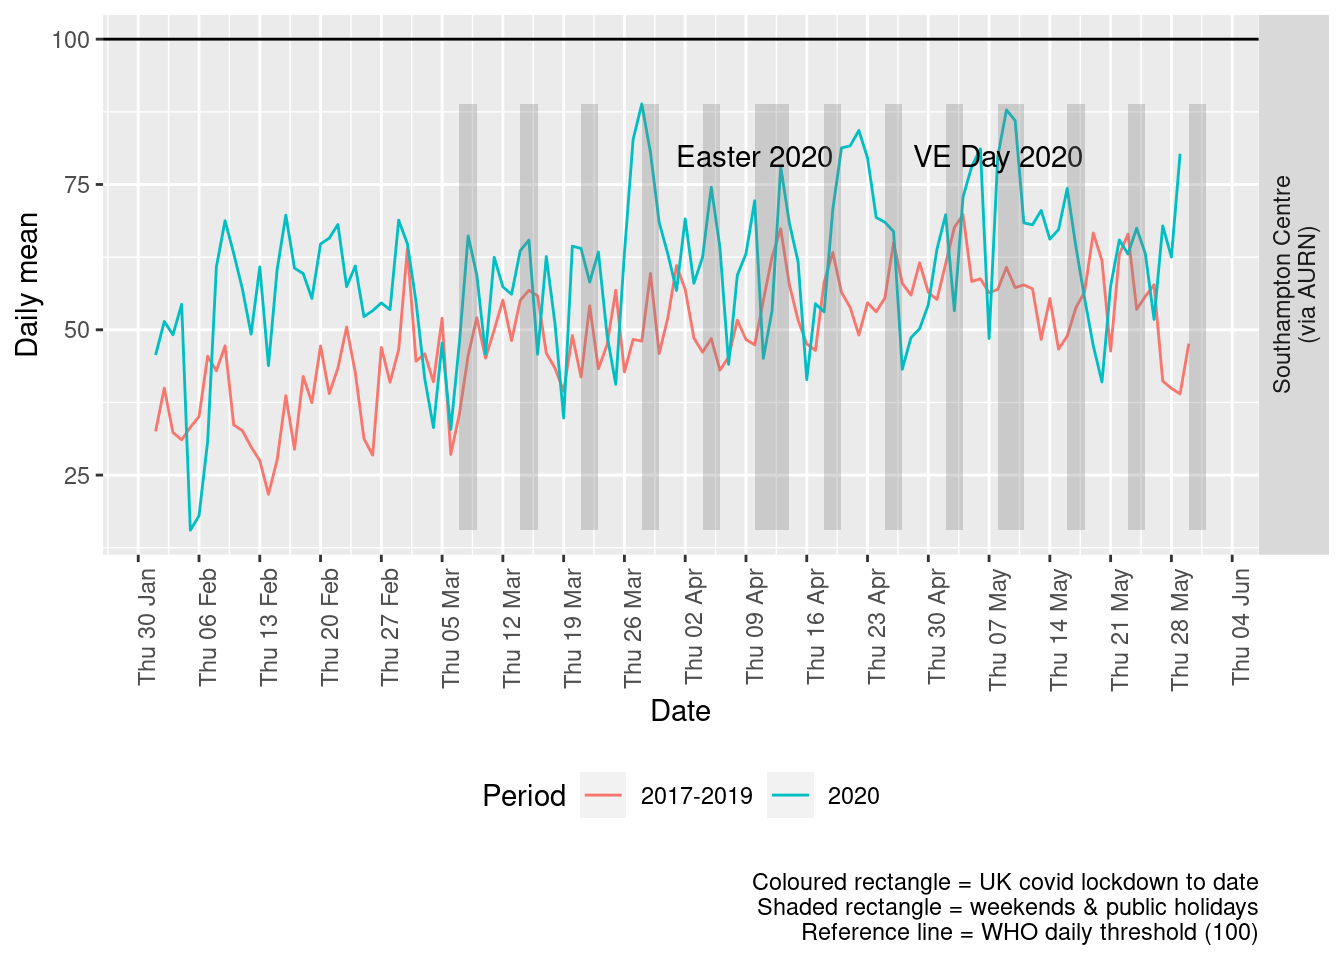 100
75
50
25
Daily mean
Easter 2020
VE Day 2020
Southampton Centre
(via AURN)
Thu 30 Jan
Thu 06 Feb
Thu 13 Feb
Thu 20 Feb
Thu 27 Feb
Thu 05 Mar
Thu 12 Mar
Thu 19 Mar
Thu 26 Mar
Thu 02 Apr
Thu 09 Apr
Thu 16 Apr
Thu 23 Apr
Thu 30 Apr
Thu 07 May
Thu 14 May
Thu 21 May
Thu 28 May
Thu 04 Jun
Date
Period 2017-2019 2020
Coloured rectangle = UK covid lockdown to date
Shaded rectangle = weekends & public holidays
Reference line = WHO daily threshold (100)